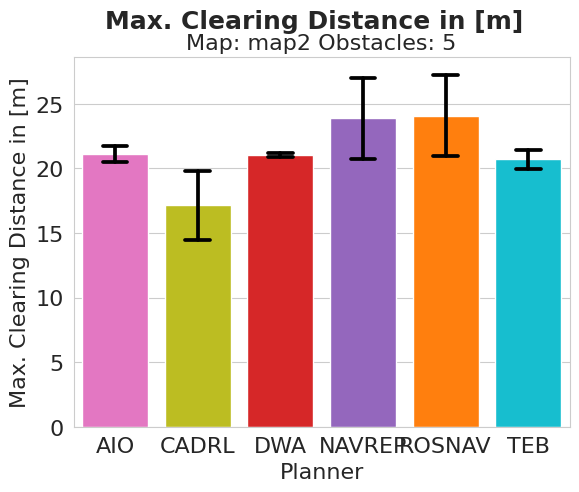 Max. Clearing Distance in [m]
Map: map2 Obstacles: 5
Max. Clearing Distance in [m]
25
20
15
10
5
0
AIO CADRL DWA NAVREP ROSNAV TEB
Planner